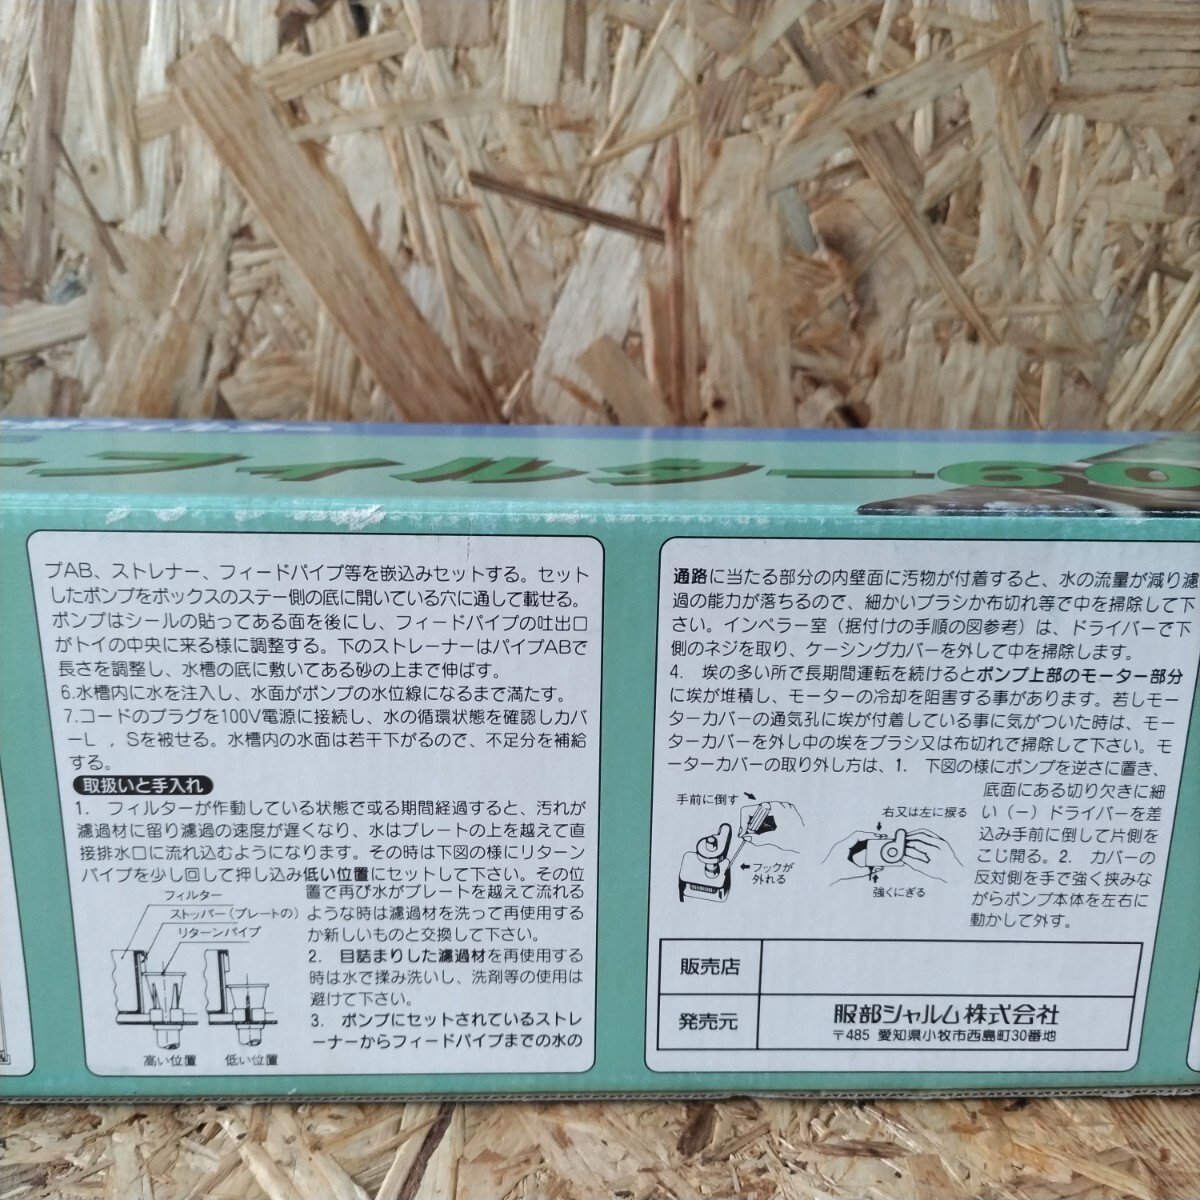 ーフィルター60
プAB、ストレナー、フィードパイプ等を嵌込みセットする。セット
したポンプをボックスのステー側の底に開いている穴に通して載せる。
ポンプはシールの貼ってある面を後にし、フィードパイプの吐出口
がトイの中央に来る様に調整する。下のストレーナーはパイプABで
長さを調整し、水槽の底に敷いてある砂の上まで伸ばす。
6.水槽内に水を注入し、水面がポンプの水位線になるまで満たす。
7.コードのプラグを100V電源に接続し、水の循環状態を確認しカバ
ーL，Sを被せる。水槽内の水面は若干下がるので、不足分を補給
する。
取扱いと手入れ
1. フィルターが作動している状態で或る期間経過すると、汚れが
濾過材に留り濾過の速度が遅くなり、水はプレートの上を越えて直
接排水口に流れ込むようになります。その時は下図の様にリターン
パイプを少し回して押し込み低い位置にセットして下さい。その位
置で再び水がプレートを越えて流れる
ような時は濾過材を洗って再使用する
か新しいものと交換して下さい。
2. 目詰まりした濾過材を再使用する
時は水で揉み洗いし、洗剤等の使用は
避けて下さい。
3. ポンプにセットされているストレ
ーナーからフィードパイプまでの水の
フィルター
ストッパー(プレートの)
リターンパイプ
高い位置
低い位置
通路に当たる部分の内壁面に汚物が付着すると、水の流量が減り濾
過の能力が落ちるので、細かいブラシか布切れ等で中を掃除して下
さい。インペラー室（据付けの手順の図参考）は、ドライバーで下
側のネジを取り、ケーシングカバーを外して中を掃除します。
4. 埃の多い所で長期間運転を続けるとポンプ上部のモーター部分
に埃が堆積し、モーターの冷却を阻害する事があります。若しモー
ターカバーの通気孔に埃が付着している事に気がついた時は、モー
ターカバーを外し中の埃をブラシ又は布切れで掃除して下さい。モ
ーターカバーの取り外し方は、1. 下図の様にポンプを逆さに置き、
底面にある切り欠きに細
い（−）ドライバーを差
込み手前に倒して片側を
こじ開る。2. カバーの
反対側を手で強く挟みな
がらポンプ本体を左右に
動かして外す。
手前に倒す
フックが
外れる
右又は左に捩る
強くにぎる
販売店
発売元
服部シャルム株式会社
〒485 愛知県小牧市西島町30番地